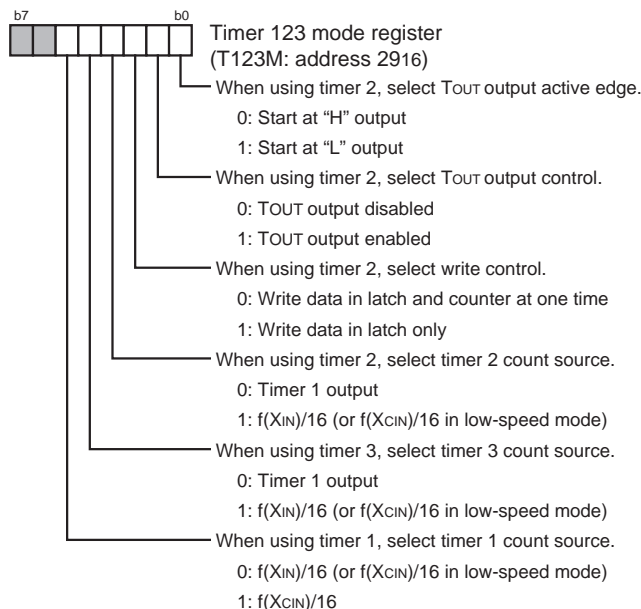 b7 b0
Timer 123 mode register
(T123M: address 2916)
When using timer 2, select TOUT output active edge.
0: Start at “H” output
1: Start at “L” output
When using timer 2, select TOUT output control.
0: TOUT output disabled
1: TOUT output enabled
When using timer 2, select write control.
0: Write data in latch and counter at one time
1: Write data in latch only
When using timer 2, select timer 2 count source.
0: Timer 1 output
1: f(XIN)/16 (or f(XCIN)/16 in low-speed mode)
When using timer 3, select timer 3 count source.
0: Timer 1 output
1: f(XIN)/16 (or f(XCIN)/16 in low-speed mode)
When using timer 1, select timer 1 count source.
0: f(XIN)/16 (or f(XCIN)/16 in low-speed mode)
1: f(XCIN)/16